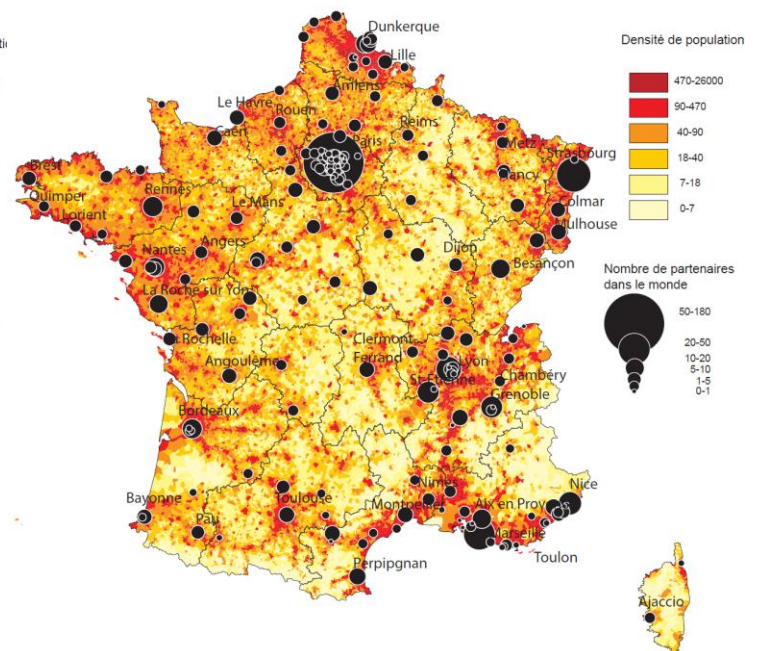 Dunkerque
Lille
Amiens
Le Havre
Rouen
Caen
Reims
Paris
Metz
Strasbourg
Nancy
Brest
Quimper
Lorient
Rennes
Le Mans
Colmar
Mulhouse
Nantes
Angers
Dijon
Besançon
La Roche sur Yon
Rochelle
Clermont
Ferrand
Angoulême
Lyon
St-Etienne
Chambéry
Grenoble
Bordeaux
Bayonne
Pau
Toulouse
Montpellier
Nîmes
Aix en Prov
Nice
Marseille
Toulon
Perpipgnan
Ajaccio
Densité de population
470-26000
90-470
40-90
18-40
7-18
0-7
Nombre de partenaires
dans le monde
50-180
20-50
10-20
5-10
1-5
0-1